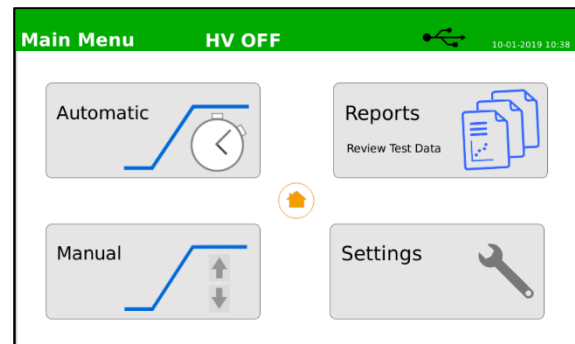 Main Menu HV OFF 10-01-2019 10:38
Automatic
Reports
Review Test Data
Manual
Settings